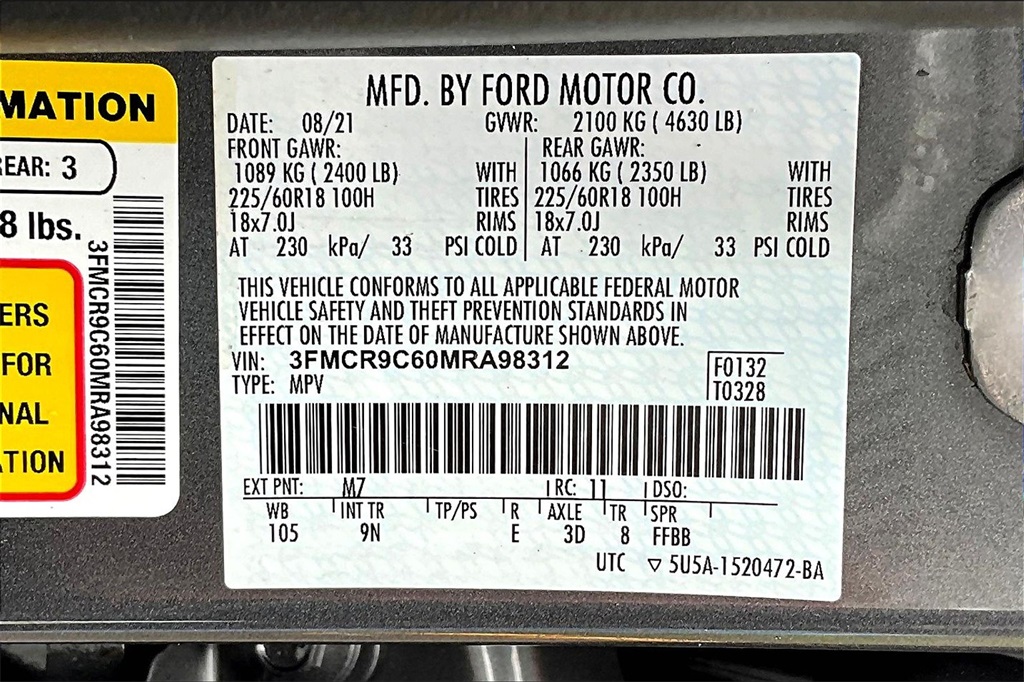 MATION
REAR: 3
8 lbs.
3FMCR9C60MRA98312
ERS
FOR
NAL
ATION
MFD. BY FORD MOTOR CO.
DATE: 08/21 GVWR: 2100 KG ( 4630 LB)
FRONT GAWR: REAR GAWR:
1089 KG ( 2400 LB) WITH 1066 KG ( 2350 LB) WITH
225/60R18 100H TIRES 225/60R18 100H TIRES
18x7.0J RIMS 18x7.0J RIMS
AT 230 kPa/ 33 PSI COLD AT 230 kPa/ 33 PSI COLD
THIS VEHICLE CONFORMS TO ALL APPLICABLE FEDERAL MOTOR
VEHICLE SAFETY AND THEFT PREVENTION STANDARDS IN
EFFECT ON THE DATE OF MANUFACTURE SHOWN ABOVE.
VIN: 3FMCR9C60MRA98312
TYPE: MPV
F0132
T0328
EXT PNT: M7 RC: 11 DSO:
WB INT TR TP/PS R AXLE TR SPR
105 9N E 3D 8 FFBB
UTC ▽ 5U5A-1520472-BA